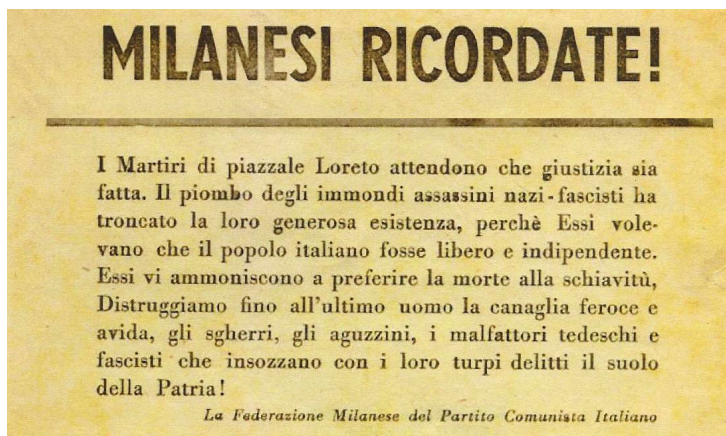 MILANESI RICORDATE!
I Martiri di piazzale Loreto attendono che giustizia sia
fatta. Il piombo degli immondi assassini nazi-fascisti ha
troncato la loro generosa esistenza, perchè Essi vole-
vano che il popolo italiano fosse libero e indipendente.
Essi vi ammoniscono a preferire la morte alla schiavitù,
Distruggiamo fino all'ultimo uomo la canaglia feroce e
avida, gli sgherri, gli aguzzini, i malfattori tedeschi e
fascisti che insozzano con i loro turpi delitti il suolo
della Patria!
La Federazione Milanese del Partito Comunista Italiano